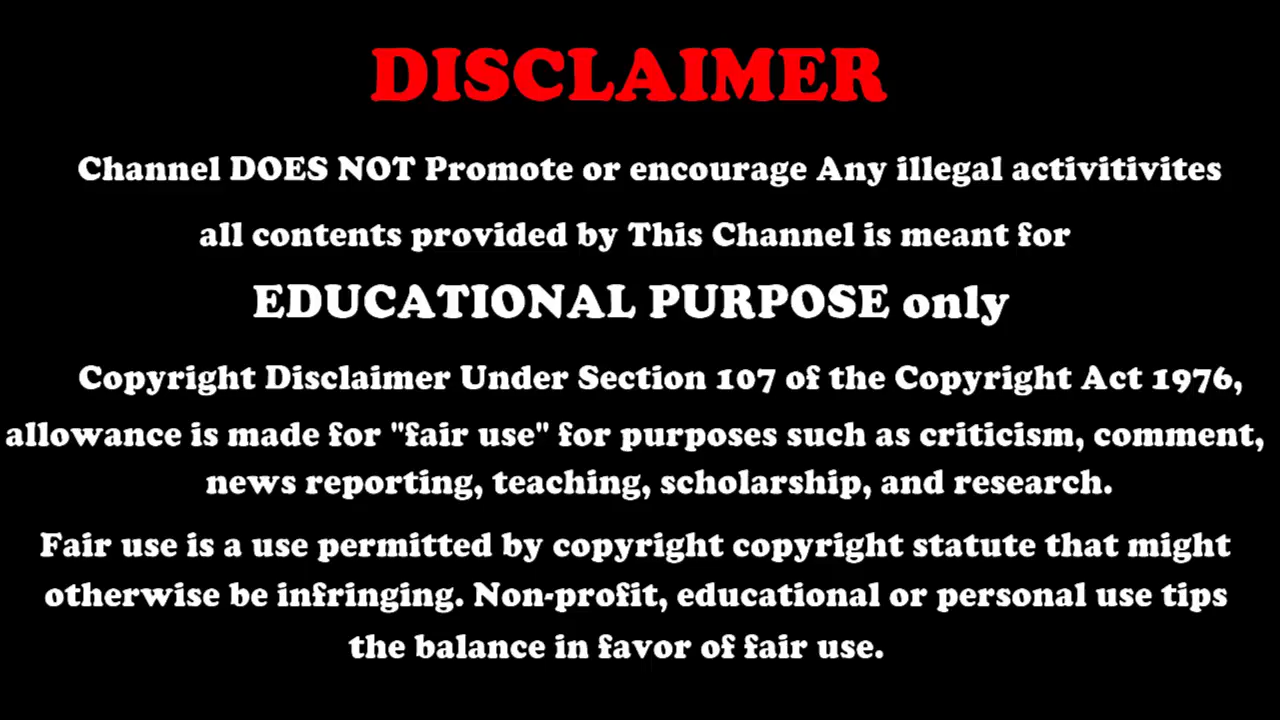 DISCLAIMER
Channel DOES NOT Promote or encourage Any illegal activitivites
all contents provided by This Channel is meant for
EDUCATIONAL PURPOSE only
Copyright Disclaimer Under Section 107 of the Copyright Act 1976,
allowance is made for "fair use" for purposes such as criticism, comment,
news reporting, teaching, scholarship, and research.
Fair use is a use permitted by copyright copyright statute that might
otherwise be infringing. Non-profit, educational or personal use tips
the balance in favor of fair use.